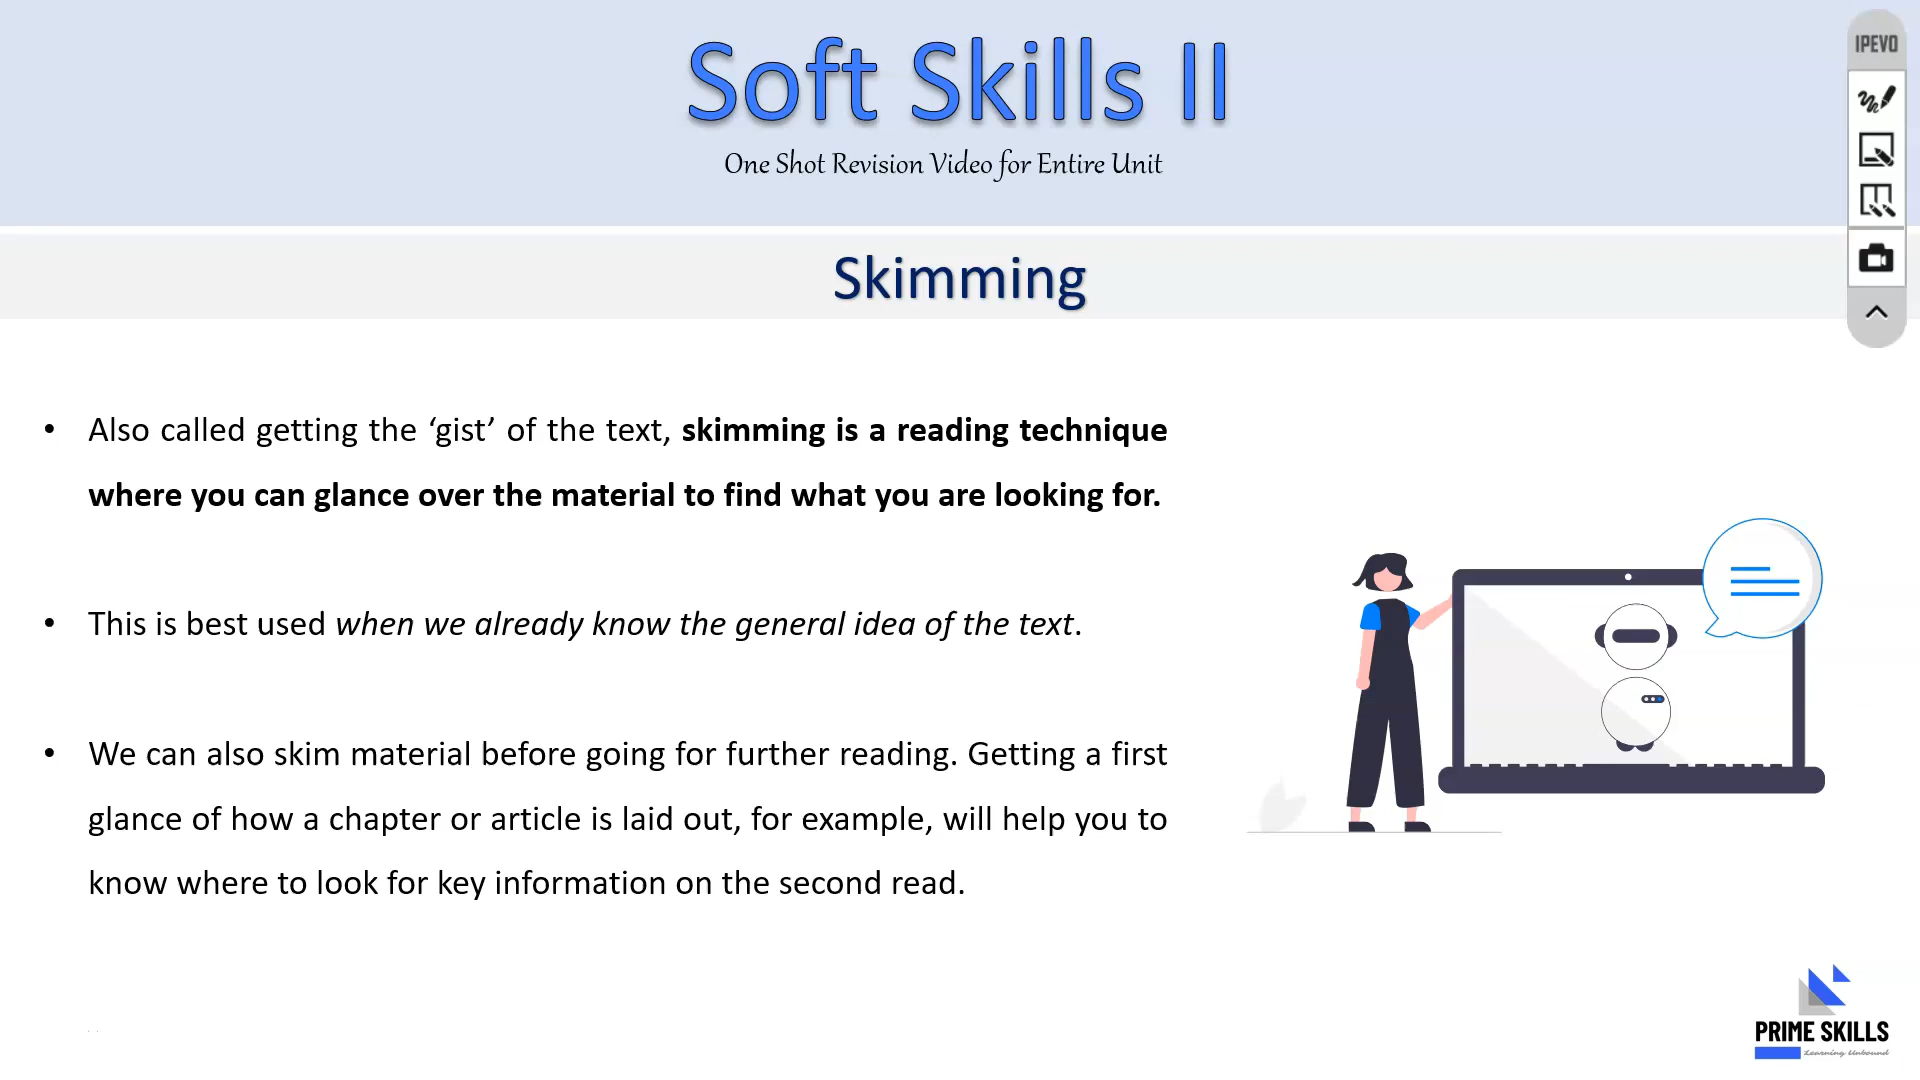 Soft Skills II
One Shot Revision Video for Entire Unit
IPEVO
Skimming
• Also called getting the ‘gist’ of the text, skimming is a reading technique
where you can glance over the material to find what you are looking for.
• This is best used when we already know the general idea of the text.
• We can also skim material before going for further reading. Getting a first
glance of how a chapter or article is laid out, for example, will help you to
know where to look for key information on the second read.
PRIME SKILLS
Learning Unbound